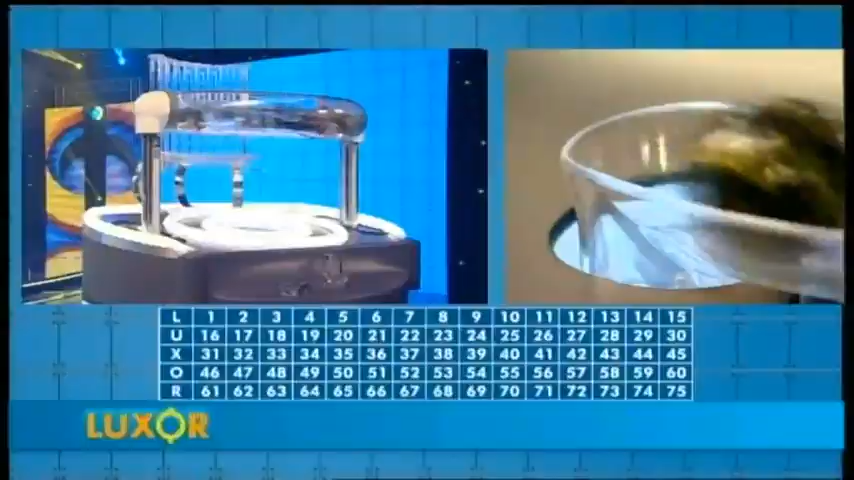 L 1 2 3 4 5 6 7 8 9 10 11 12 13 14 15
U 16 17 18 19 20 21 22 23 24 25 26 27 28 29 30
X 31 32 33 34 35 36 37 38 39 40 41 42 43 44 45
O 46 47 48 49 50 51 52 53 54 55 56 57 58 59 60
R 61 62 63 64 65 66 67 68 69 70 71 72 73 74 75
LUXOR